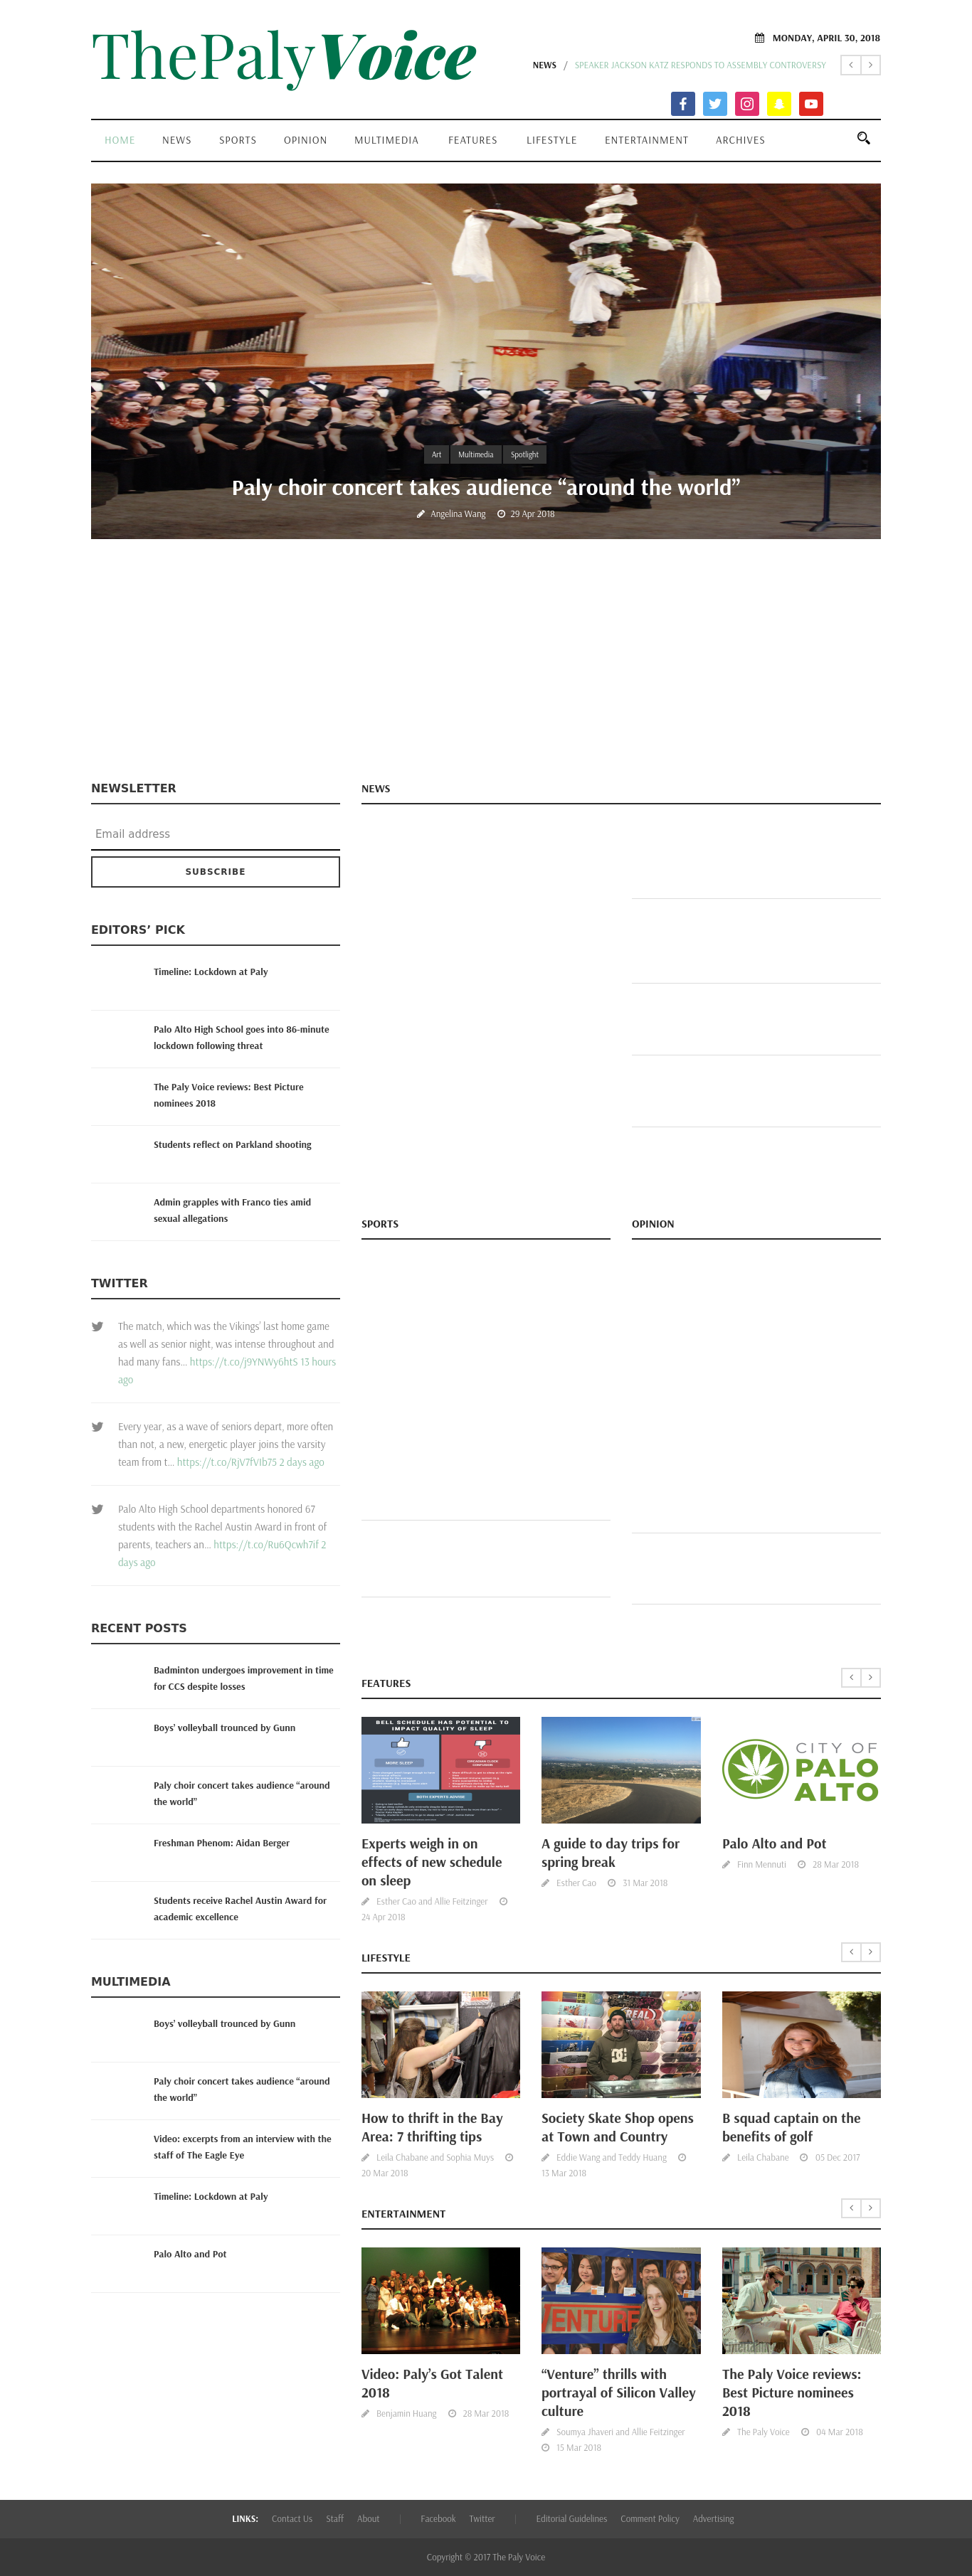 ThePalyVoice
MONDAY, APRIL 30, 2018
NEWS / SPEAKER JACKSON KATZ RESPONDS TO ASSEMBLY CONTROVERSY
HOME NEWS SPORTS OPINION MULTIMEDIA FEATURES LIFESTYLE ENTERTAINMENT ARCHIVES
Art Multimedia Spotlight
Paly choir concert takes audience “around the world”
Angelina Wang 29 Apr 2018
NEWSLETTER
Email address
SUBSCRIBE
EDITORS’ PICK
Timeline: Lockdown at Paly
Palo Alto High School goes into 86-minute
lockdown following threat
The Paly Voice reviews: Best Picture
nominees 2018
Students reflect on Parkland shooting
Admin grapples with Franco ties amid
sexual allegations
TWITTER
The match, which was the Vikings’ last home game
as well as senior night, was intense throughout and
had many fans… https://t.co/j9YNWy6htS 13 hours
ago
Every year, as a wave of seniors depart, more often
than not, a new, energetic player joins the varsity
team from t… https://t.co/RjV7fVIb75 2 days ago
Palo Alto High School departments honored 67
students with the Rachel Austin Award in front of
parents, teachers an… https://t.co/Ru6Qcwh7if 2
days ago
RECENT POSTS
Badminton undergoes improvement in time
for CCS despite losses
Boys’ volleyball trounced by Gunn
Paly choir concert takes audience “around
the world”
Freshman Phenom: Aidan Berger
Students receive Rachel Austin Award for
academic excellence
MULTIMEDIA
Boys’ volleyball trounced by Gunn
Paly choir concert takes audience “around
the world”
Video: excerpts from an interview with the
staff of The Eagle Eye
Timeline: Lockdown at Paly
Palo Alto and Pot
NEWS
SPORTS
OPINION
FEATURES
BELL SCHEDULE HAS POTENTIAL TO
IMPACT QUALITY OF SLEEP
MORE SLEEP
BOTH EXPERTS ADVISE
CITY OF
PALO
ALTO
Experts weigh in on
effects of new schedule
on sleep
Esther Cao and Allie Feitzinger
24 Apr 2018
A guide to day trips for
spring break
Esther Cao 31 Mar 2018
Palo Alto and Pot
Finn Mennuti 28 Mar 2018
LIFESTYLE
REAL
DC
How to thrift in the Bay
Area: 7 thrifting tips
Leila Chabane and Sophia Muys
20 Mar 2018
Society Skate Shop opens
at Town and Country
Eddie Wang and Teddy Huang
13 Mar 2018
B squad captain on the
benefits of golf
Leila Chabane 05 Dec 2017
ENTERTAINMENT
VENTURE
Video: Paly’s Got Talent
2018
Benjamin Huang 28 Mar 2018
“Venture” thrills with
portrayal of Silicon Valley
culture
Soumya Jhaveri and Allie Feitzinger
13 Mar 2018
The Paly Voice reviews:
Best Picture nominees
2018
The Paly Voice 04 Mar 2018
LINKS: Contact Us Staff About | Facebook Twitter | Editorial Guidelines Comment Policy Advertising
Copyright © 2017 The Paly Voice